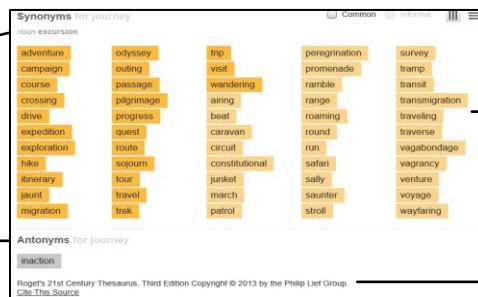 Synonyms for journey
Common
Informal
noun excursion
adventure odyssey trip peregrination survey
campaign outing visit promenade tramp
course passage wandering ramble transit
crossing pilgrimage airing range transmigration
drive progress beat roaming traveling
expedition quest caravan round traverse
exploration route circuit run vagabondage
hike sojourn constitutional safari vagrancy
itinerary tour junket sally venture
jaunt travel march saunter voyage
migration trek patrol stroll wayfaring
Antonyms for journey
inaction
Roget's 21st Century Thesaurus, Third Edition Copyright © 2013 by the Philip Lief Group.
Cite This Source